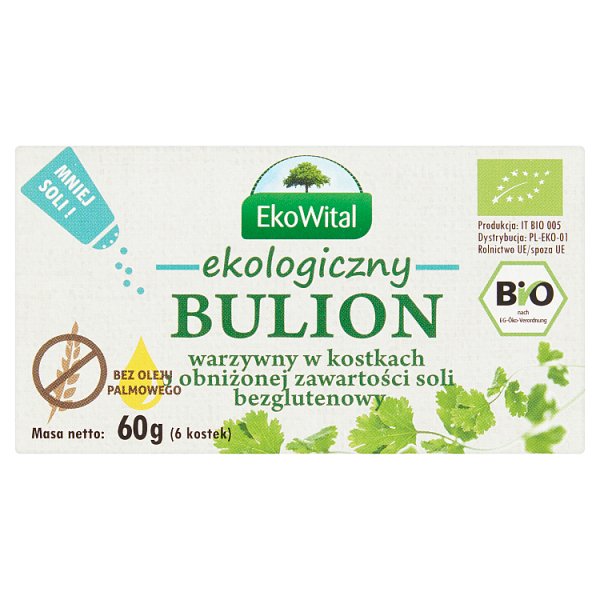 MNIEJ
SOLI !
EkoWital
ekologiczny
BULION
warzywny w kostkach
o obniżonej zawartości soli
bezglutenowy
BEZ OLEJU
PALMOWEGO
Masa netto: 60g (6 kostek)
Produkcja: IT BIO 005
Dystrybucja: PL-EKO-01
Rolnictwo UE/spoza UE
BIO
nach
EG-Öko-Verordnung